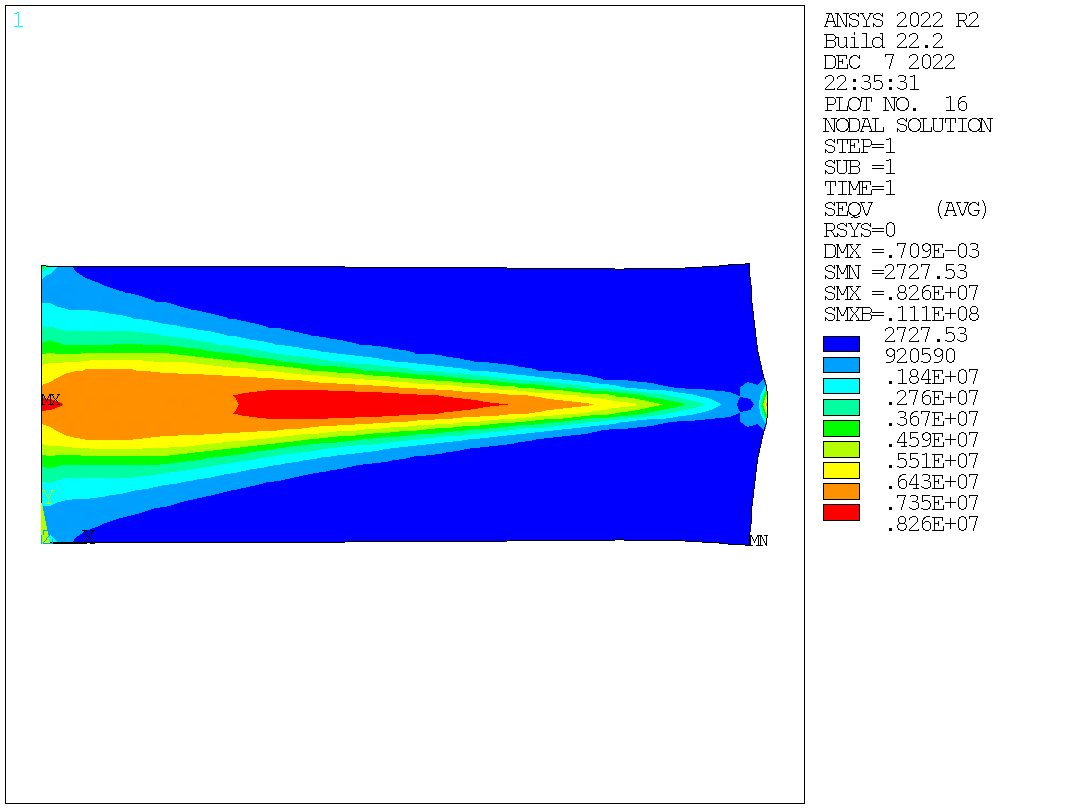 1
ANSYS 2022 R2
Build 22.2
DEC  7 2022
22:35:31
PLOT NO.  16
NODAL SOLUTION
STEP=1
SUB =1
TIME=1
SEQV     (AVG)
RSYS=0
DMX =.709E-03
SMN =2727.53
SMX =.826E+07
SMXB=.111E+08
2727.53
920590
.184E+07
.276E+07
.367E+07
.459E+07
.551E+07
.643E+07
.735E+07
.826E+07
MX
Y
Z
X
MN